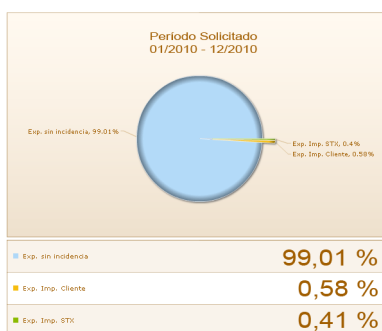 Período Solicitado
01/2010 - 12/2010
Exp. sin incidencia, 99.01%
Exp. Imp. STX, 0.4%
Exp. Imp. Cliente, 0.58%
Exp. sin incidencia 99,01 %
Exp. Imp. Cliente 0,58 %
Exp. Imp. STX 0,41 %